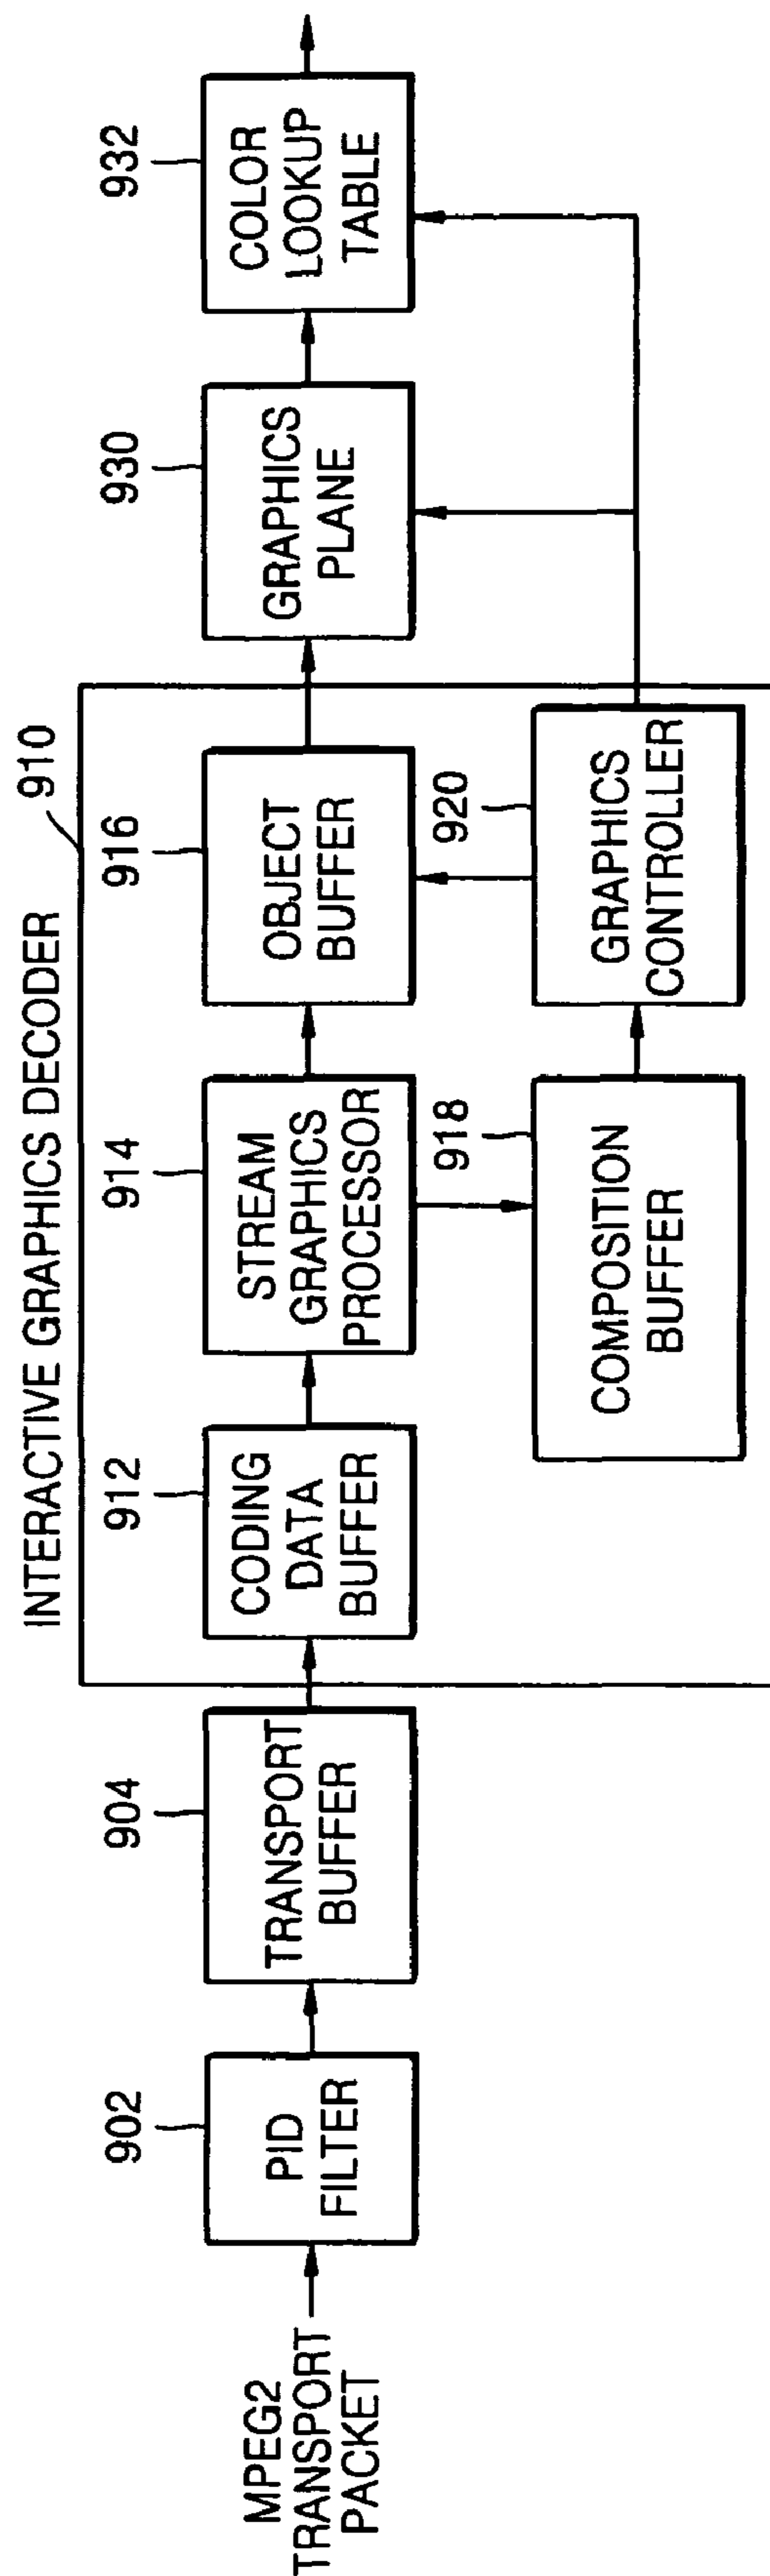 INTERACTIVE GRAPHICS DECODER
910
MPEG2
TRANSPORT
PACKET
902
PID
FILTER
904
TRANSPORT
BUFFER
912
CODING
DATA
BUFFER
914
STREAM
GRAPHICS
PROCESSOR
916
OBJECT
BUFFER
930
GRAPHICS
PLANE
932
COLOR
LOOKUP
TABLE
918
COMPOSITION
BUFFER
920
GRAPHICS
CONTROLLER